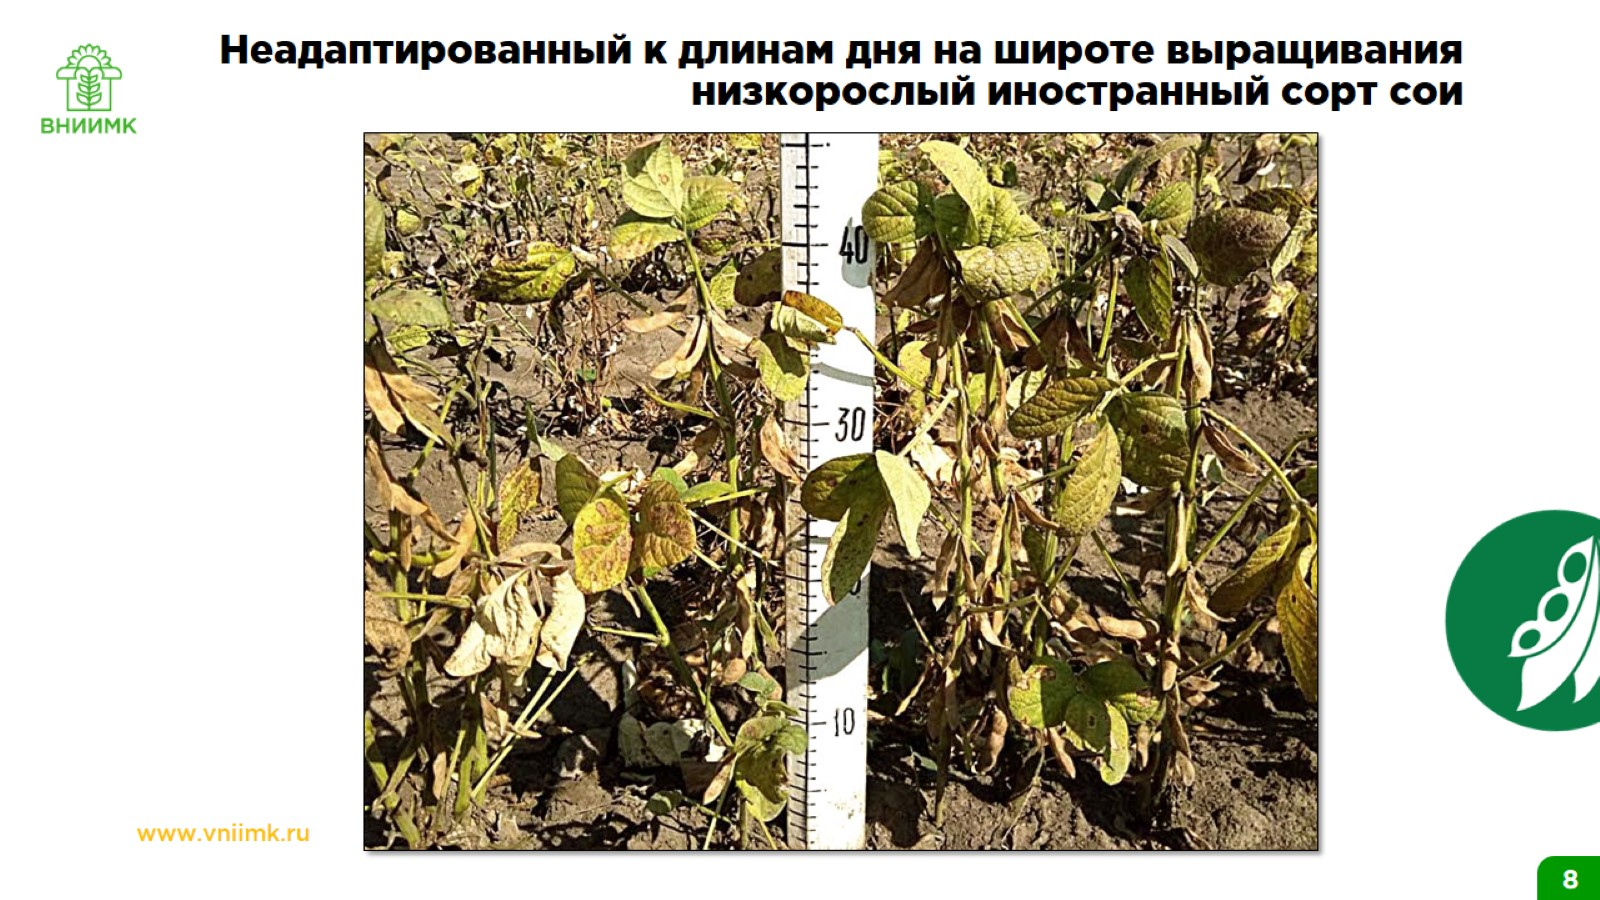 Неадаптированный к длинам дня на широте выращивания
низкорослый иностранный сорт сои
ВНИИМК
40
30
10
www.vniimk.ru
8